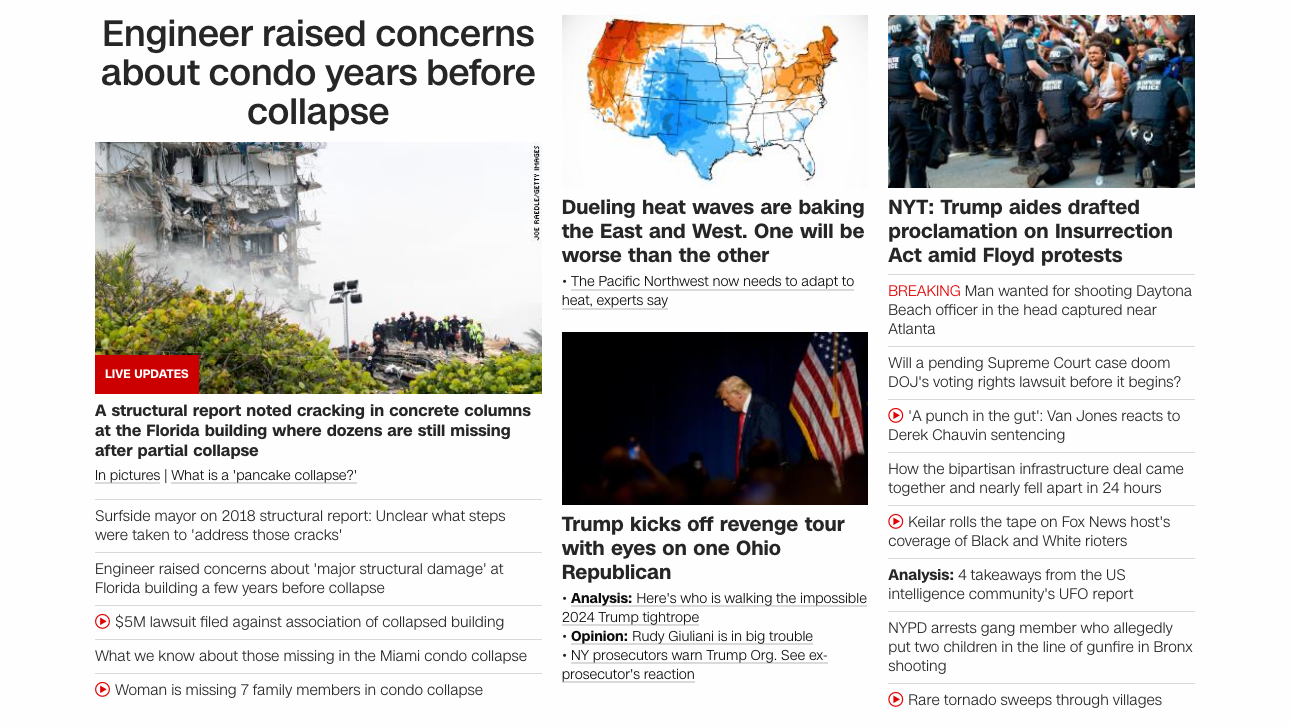 Engineer raised concerns
about condo years before
collapse
JOE RAEDLE/GETTY IMAGES
LIVE UPDATES
A structural report noted cracking in concrete columns
at the Florida building where dozens are still missing
after partial collapse
In pictures | What is a 'pancake collapse?'
Surfside mayor on 2018 structural report: Unclear what steps
were taken to 'address those cracks'
Engineer raised concerns about 'major structural damage' at
Florida building a few years before collapse
$5M lawsuit filed against association of collapsed building
What we know about those missing in the Miami condo collapse
Woman is missing 7 family members in condo collapse
Dueling heat waves are baking
the East and West. One will be
worse than the other
• The Pacific Northwest now needs to adapt to
heat, experts say
Trump kicks off revenge tour
with eyes on one Ohio
Republican
• Analysis: Here's who is walking the impossible
2024 Trump tightrope
• Opinion: Rudy Giuliani is in big trouble
• NY prosecutors warn Trump Org. See ex-
prosecutor's reaction
NYT: Trump aides drafted
proclamation on Insurrection
Act amid Floyd protests
BREAKING Man wanted for shooting Daytona
Beach officer in the head captured near
Atlanta
Will a pending Supreme Court case doom
DOJ's voting rights lawsuit before it begins?
'A punch in the gut': Van Jones reacts to
Derek Chauvin sentencing
How the bipartisan infrastructure deal came
together and nearly fell apart in 24 hours
Keilar rolls the tape on Fox News host's
coverage of Black and White rioters
Analysis: 4 takeaways from the US
intelligence community's UFO report
NYPD arrests gang member who allegedly
put two children in the line of gunfire in Bronx
shooting
Rare tornado sweeps through villages